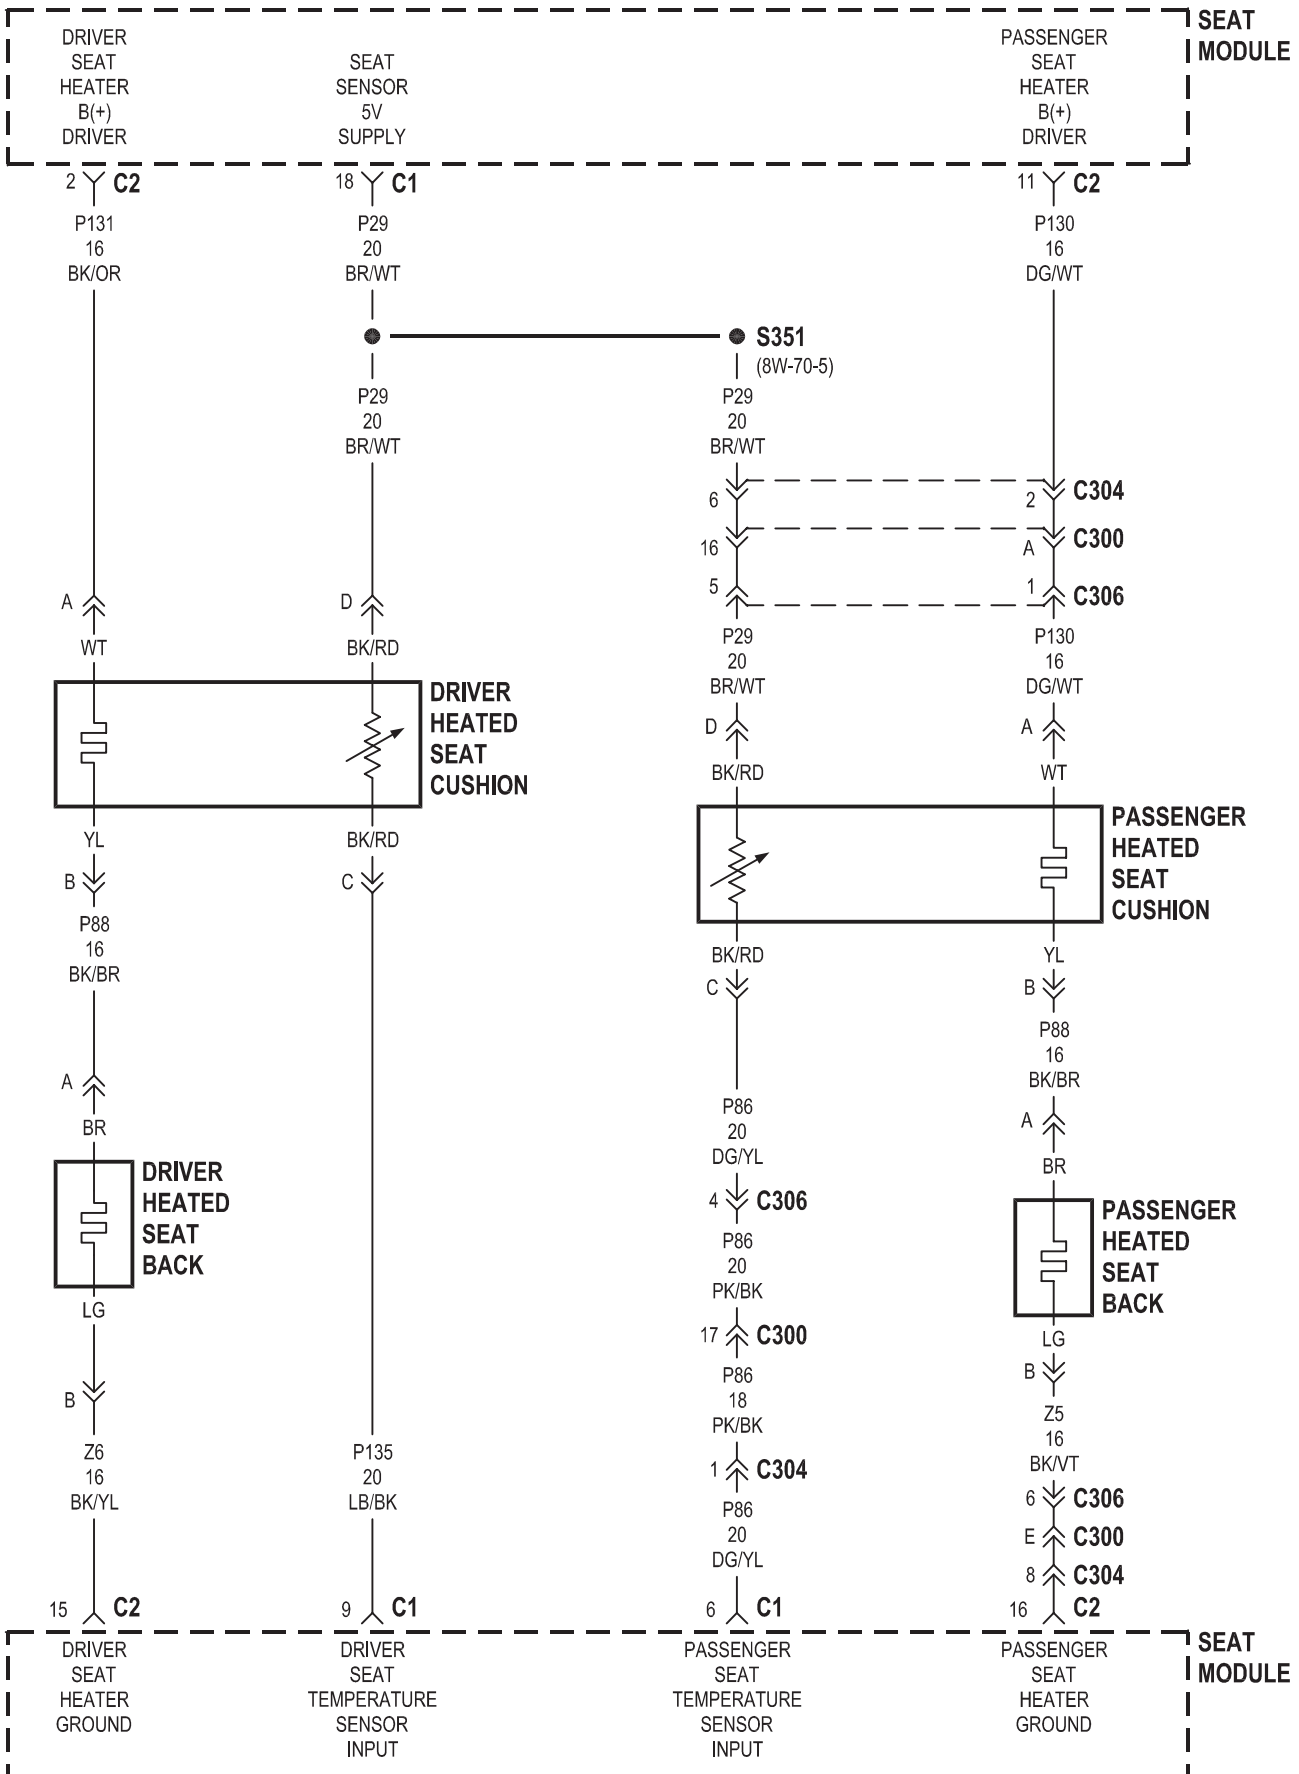 DRIVER
SEAT
HEATER
B(+)
DRIVER
SEAT
SENSOR
5V
SUPPLY
PASSENGER
SEAT
HEATER
B(+)
DRIVER
SEAT
MODULE
2 C2
18 C1
11 C2
P131
16
BK/OR
P29
20
BR/WT
P130
16
DG/WT
S351
(8W-70-5)
P29
20
BR/WT
P29
20
BR/WT
6 2 C304
16 A C300
5 1 C306
A
D
WT
BK/RD
P29
20
BR/WT
P130
16
DG/WT
DRIVER
HEATED
SEAT
CUSHION
D
A
BK/RD
WT
YL
BK/RD
PASSENGER
HEATED
SEAT
CUSHION
B
C
P88
16
BK/BR
BK/RD
YL
C
B
P88
16
BK/BR
A
BR
P86
20
DG/YL
A
BR
DRIVER
HEATED
SEAT
BACK
4 C306
P86
20
PK/BK
PASSENGER
HEATED
SEAT
BACK
LG
17 C300
LG
B
P86
18
PK/BK
B
Z5
16
BK/VT
Z6
16
BK/YL
P135
20
LB/BK
1 C304
P86
20
DG/YL
6 C306
E C300
8 C304
15 C2
9 C1
6 C1
16 C2
DRIVER
SEAT
HEATER
GROUND
DRIVER
SEAT
TEMPERATURE
SENSOR
INPUT
PASSENGER
SEAT
TEMPERATURE
SENSOR
INPUT
PASSENGER
SEAT
HEATER
GROUND
SEAT
MODULE